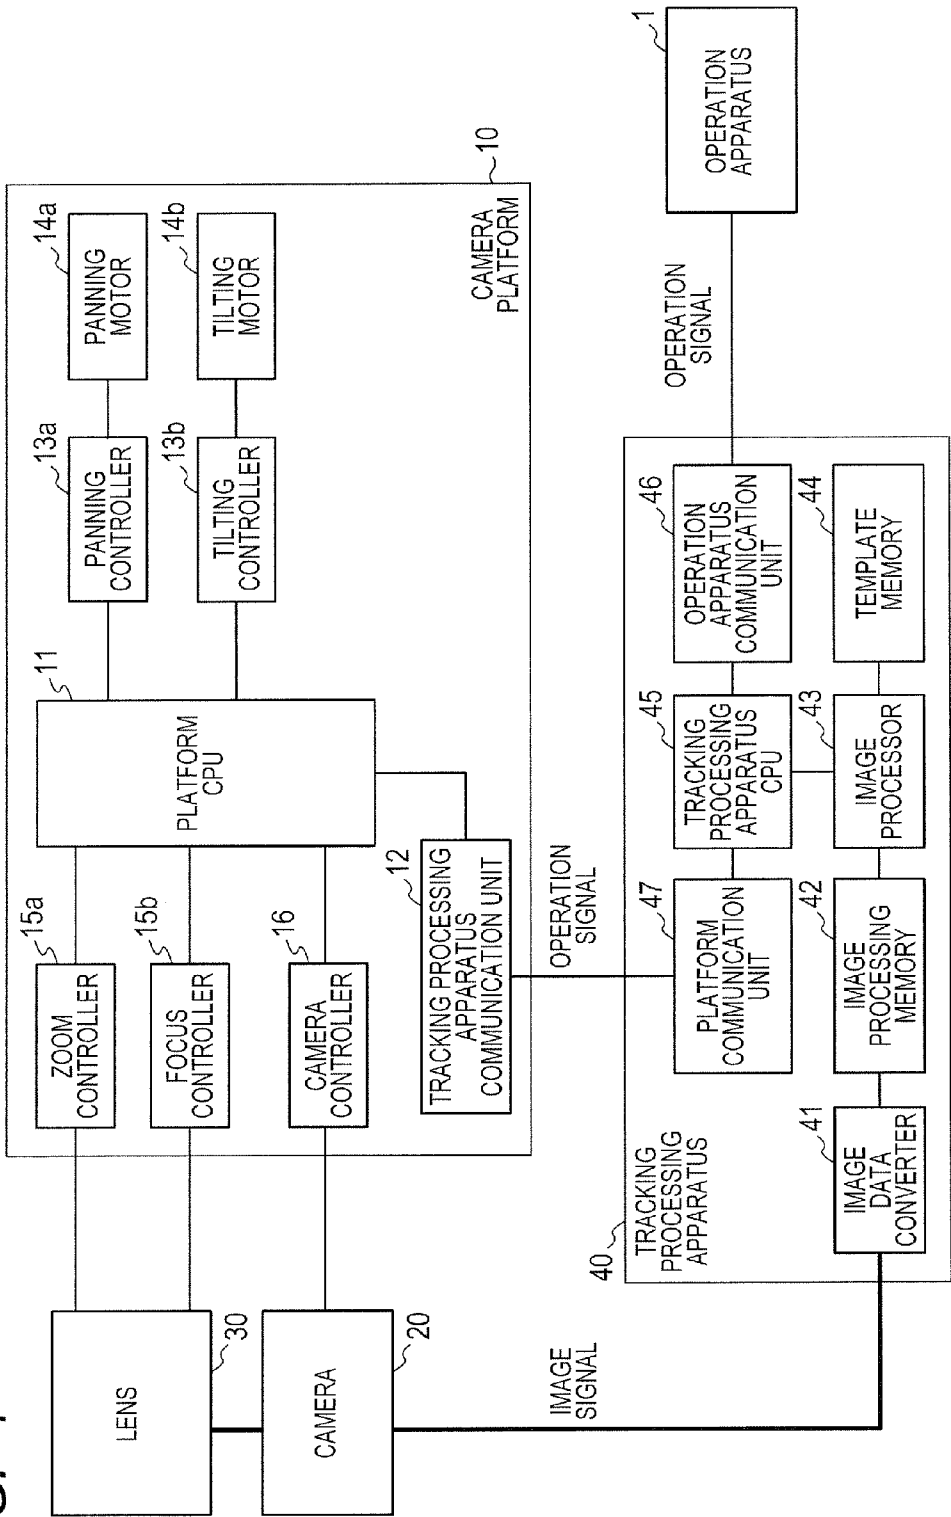 LENS
30
CAMERA
20
IMAGE
SIGNAL
ZOOM
CONTROLLER
15a
FOCUS
CONTROLLER
15b
CAMERA
CONTROLLER
16
PLATFORM
CPU
11
TRACKING PROCESSING
APPARATUS
COMMUNICATION UNIT
12
PANNING
CONTROLLER
13a
PANNING
MOTOR
14a
TILTING
CONTROLLER
13b
TILTING
MOTOR
14b
CAMERA
PLATFORM
10
OPERATION
SIGNAL
40
TRACKING
PROCESSING
APPARATUS
PLATFORM
COMMUNICATION
UNIT
47
TRACKING
PROCESSING
APPARATUS
CPU
45
OPERATION
APPARATUS
COMMUNICATION
UNIT
46
IMAGE
DATA
CONVERTER
41
IMAGE
PROCESSING
MEMORY
42
IMAGE
PROCESSOR
43
TEMPLATE
MEMORY
44
OPERATION
SIGNAL
OPERATION
APPARATUS
1